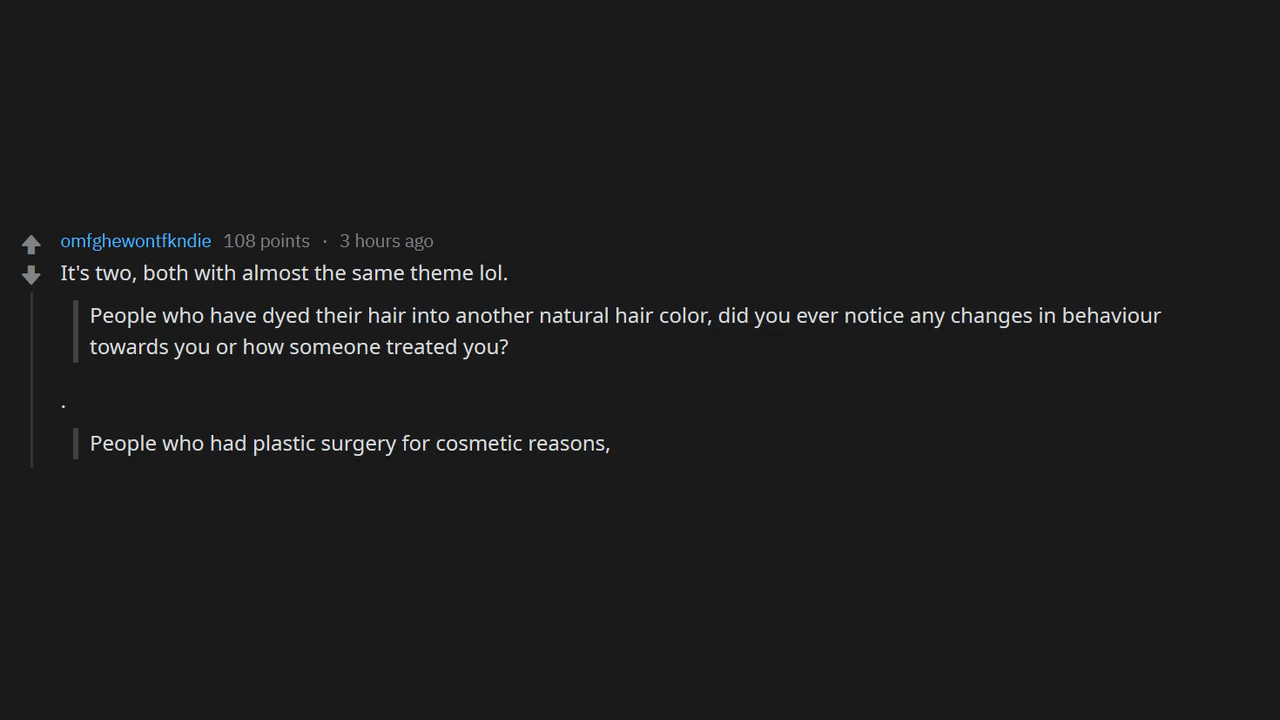 omfghewontfkndie 108 points · 3 hours ago
It's two, both with almost the same theme lol.
People who have dyed their hair into another natural hair color, did you ever notice any changes in behaviour
towards you or how someone treated you?
.
People who had plastic surgery for cosmetic reasons,